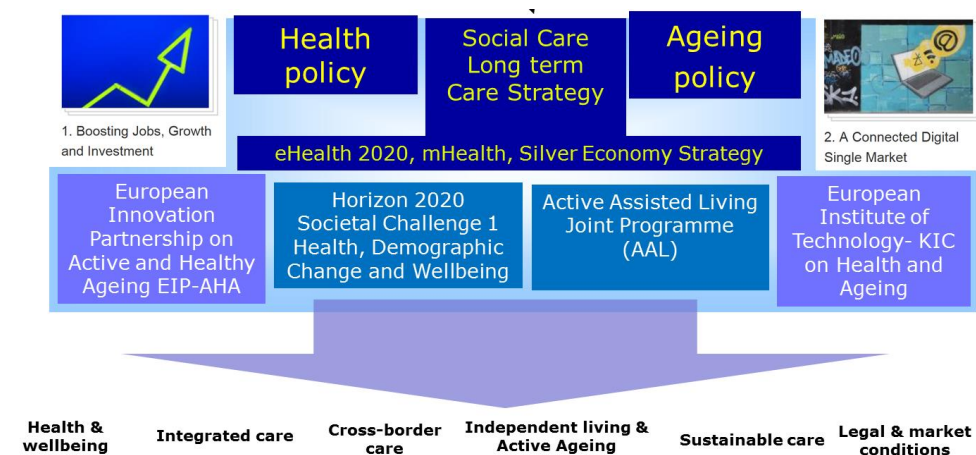 Health
policy
Social Care
Long term
Care Strategy
Ageing
policy
1. Boosting Jobs, Growth
and Investment
2. A Connected Digital
Single Market
eHealth 2020, mHealth, Silver Economy Strategy
European
Innovation
Partnership on
Active and Healthy
Ageing EIP-AHA
Horizon 2020
Societal Challenge 1
Health, Demographic
Change and Wellbeing
Active Assisted Living
Joint Programme
(AAL)
European
Institute of
Technology- KIC
on Health and
Ageing
Health &
wellbeing
Integrated care
Cross-border
care
Independent living &
Active Ageing
Sustainable care
Legal & market
conditions